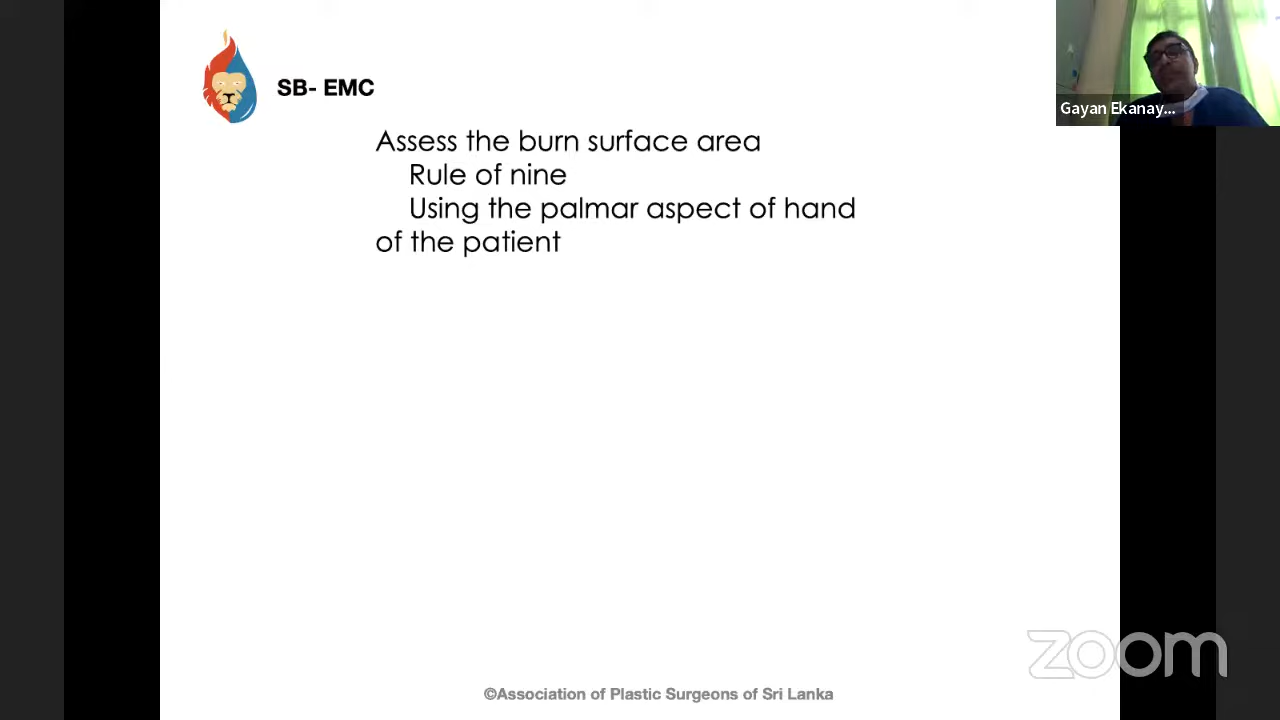 SB- EMC
Gayan Ekanay...
Assess the burn surface area
Rule of nine
Using the palmar aspect of hand
of the patient
zoom
©Association of Plastic Surgeons of Sri Lanka